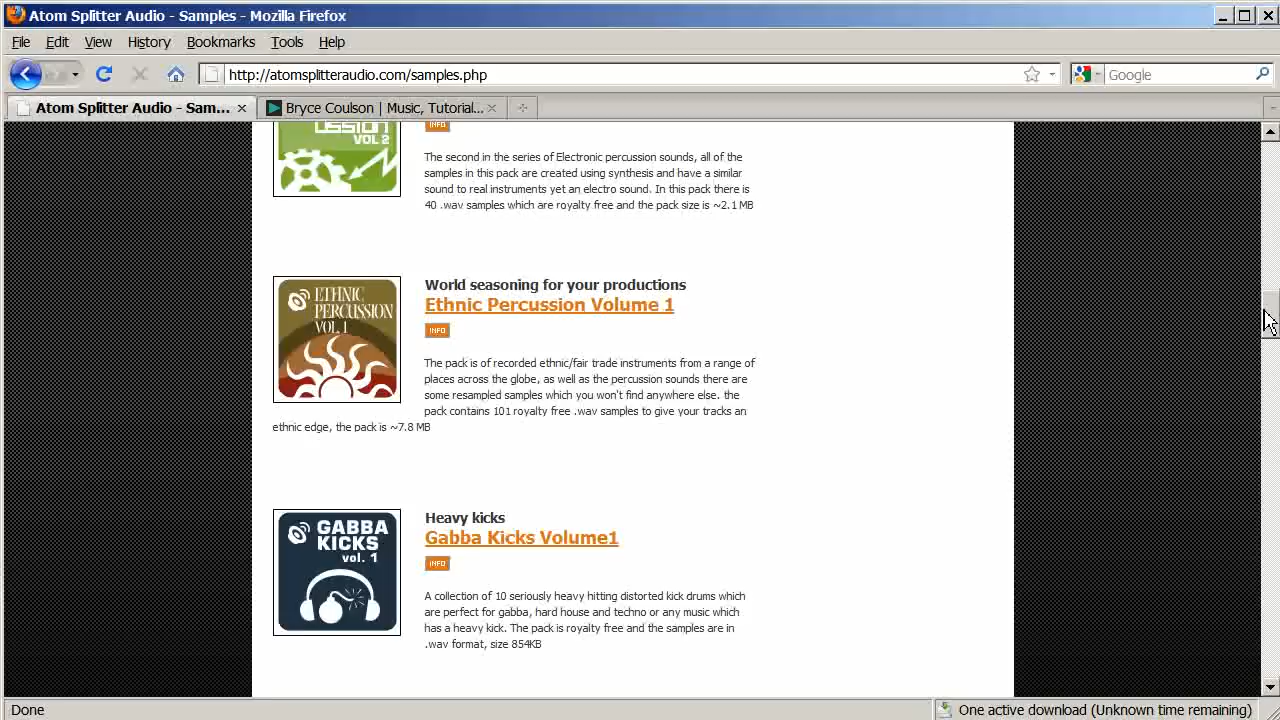 Atom Splitter Audio - Samples - Mozilla Firefox
File Edit View History Bookmarks Tools Help
http://atomsplitteraudio.com/samples.php
Google
Atom Splitter Audio - Sam...
Bryce Coulson | Music, Tutorial...
VOL 2
INFO
The second in the series of Electronic percussion sounds, all of the
samples in this pack are created using synthesis and have a similar
sound to real instruments yet an electro sound. In this pack there is
40 .wav samples which are royalty free and the pack size is ~2.1 MB
ETHNIC
PERCUSSION
VOL 1
World seasoning for your productions
Ethnic Percussion Volume 1
INFO
The pack is of recorded ethnic/fair trade instruments from a range of
places across the globe, as well as the percussion sounds there are
some resampled samples which you won't find anywhere else. the
pack contains 101 royalty free .wav samples to give your tracks an
ethnic edge, the pack is ~7.8 MB
GABBA
KICKS
vol. 1
Heavy kicks
Gabba Kicks Volume1
INFO
A collection of 10 seriously heavy hitting distorted kick drums which
are perfect for gabba, hard house and techno or any music which
has a heavy kick. The pack is royalty free and the samples are in
.wav format, size 854KB
Done
One active download (Unknown time remaining)